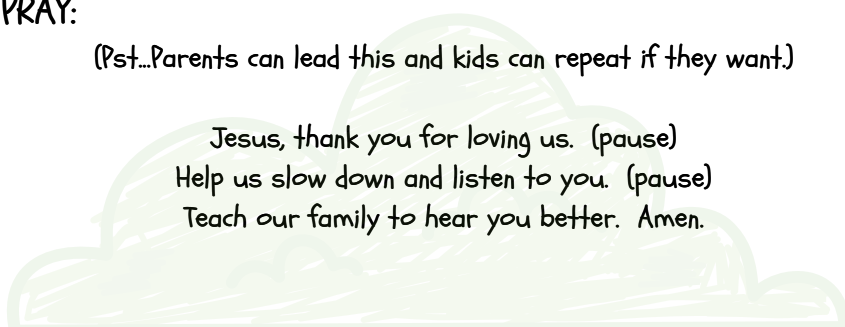 PRAY:
(Pst...Parents can lead this and kids can repeat if they want.)
Jesus, thank you for loving us. (pause)
Help us slow down and listen to you. (pause)
Teach our family to hear you better. Amen.